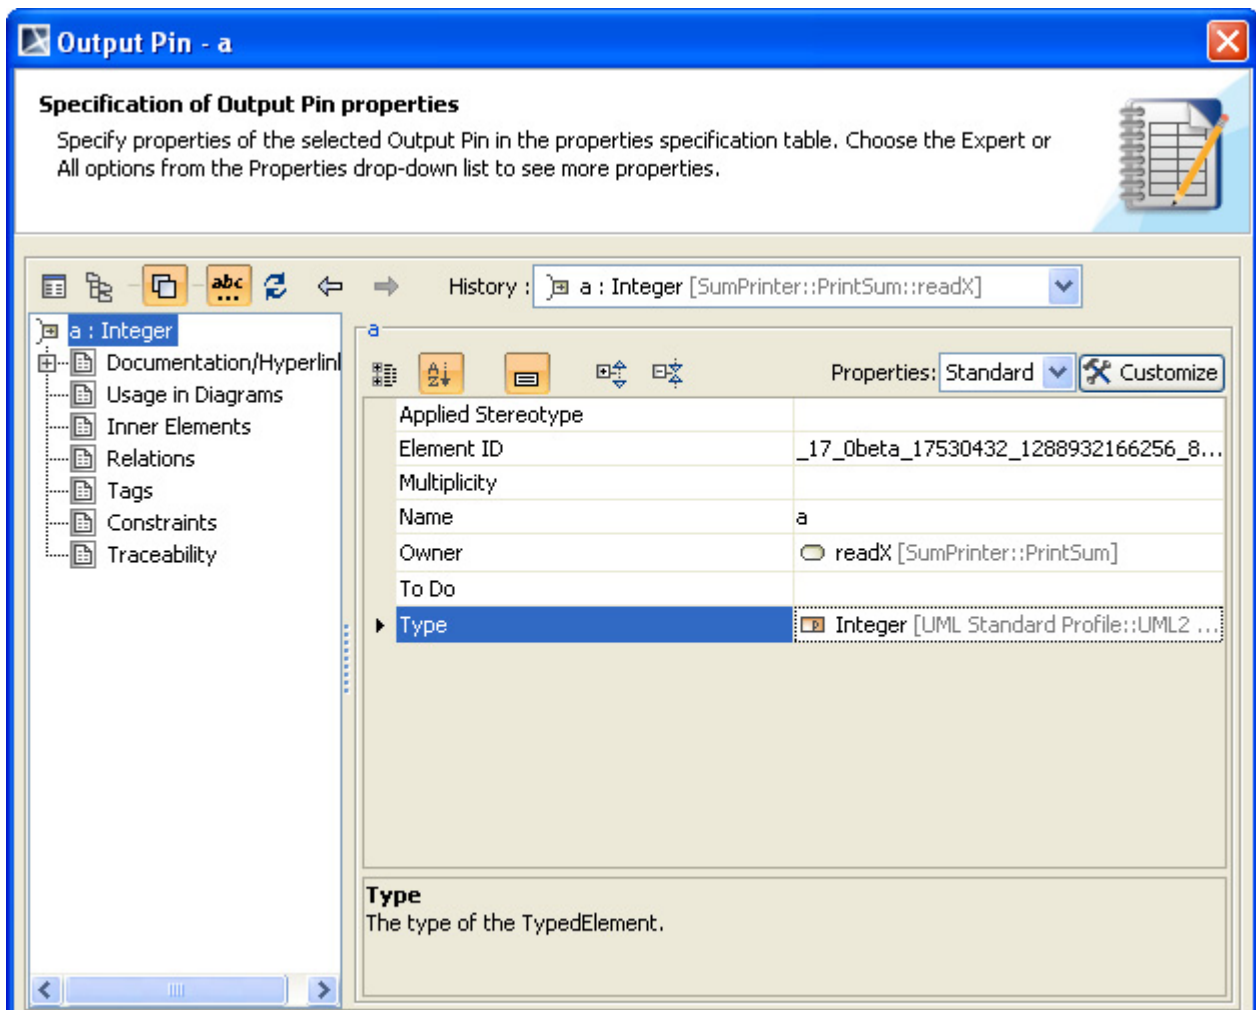 Output Pin - a
Specification of Output Pin properties
Specify properties of the selected Output Pin in the properties specification table. Choose the Expert or
All options from the Properties drop-down list to see more properties.
abc
...
History : a : Integer [SumPrinter::PrintSum::readX]
a : Integer
Documentation/Hyperlinl
Usage in Diagrams
Inner Elements
Relations
Tags
Constraints
Traceability
a
A
Z
Properties: Standard Customize
Applied Stereotype
Element ID _17_0beta_17530432_1288932166256_8...
Multiplicity
Name a
Owner readX [SumPrinter::PrintSum]
To Do
Type P Integer [UML Standard Profile::UML2 ...
Type
The type of the TypedElement.